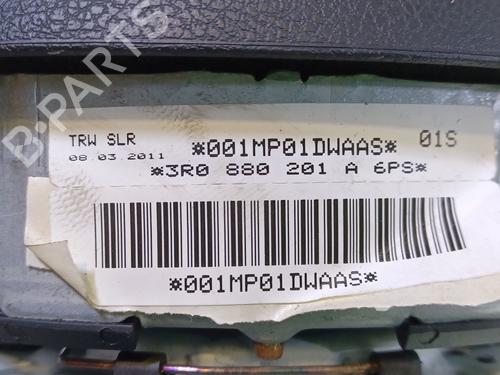 B-PARTS
TRW SLR
08.03.2011
*001MP01DWAAS*
01S
*3R0 880 201 A 6PS*
*001MP01DWAAS*